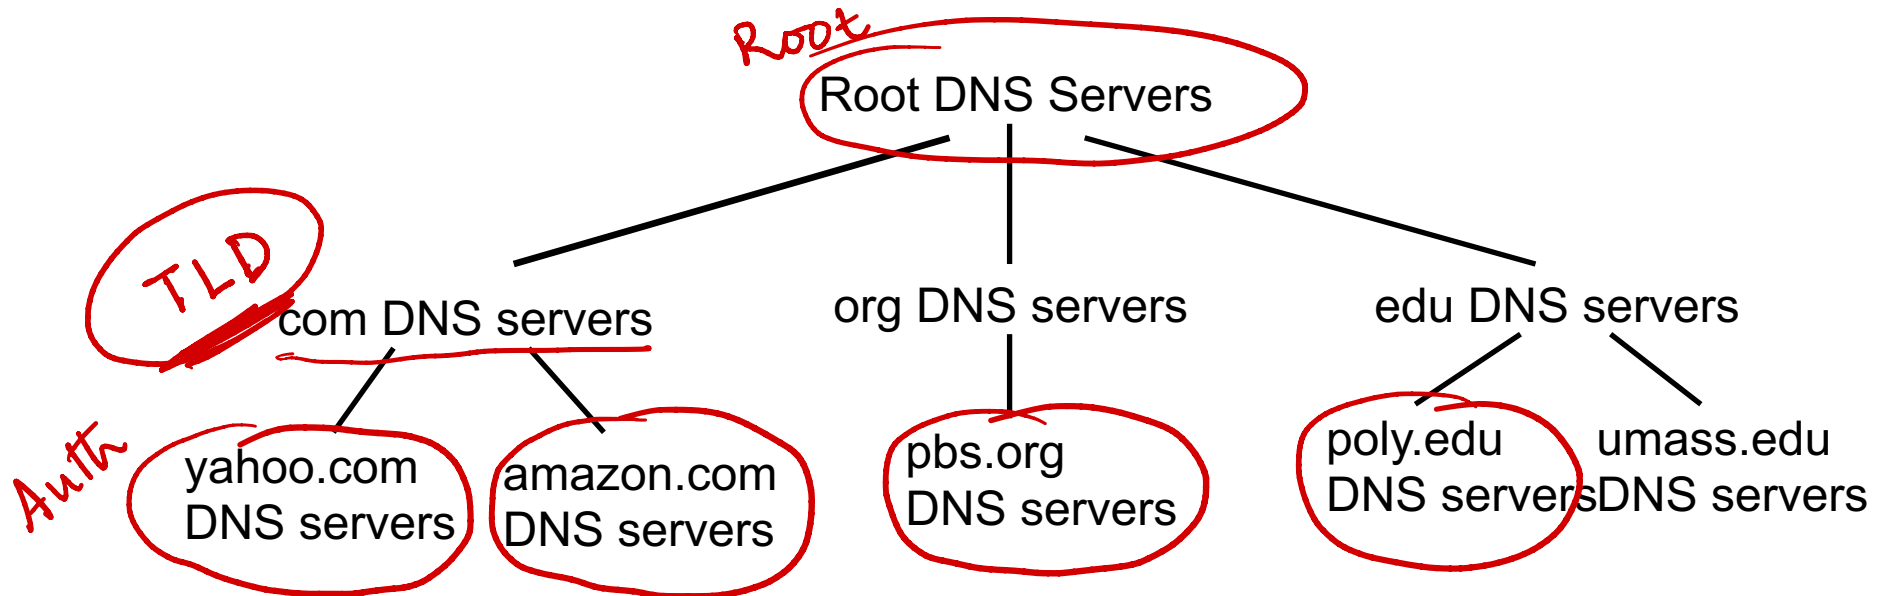 Root
Root DNS Servers
TLD
com DNS servers
org DNS servers
edu DNS servers
Auth
yahoo.com
DNS servers
amazon.com
DNS servers
pbs.org
DNS servers
poly.edu
DNS servers
umass.edu
DNS servers